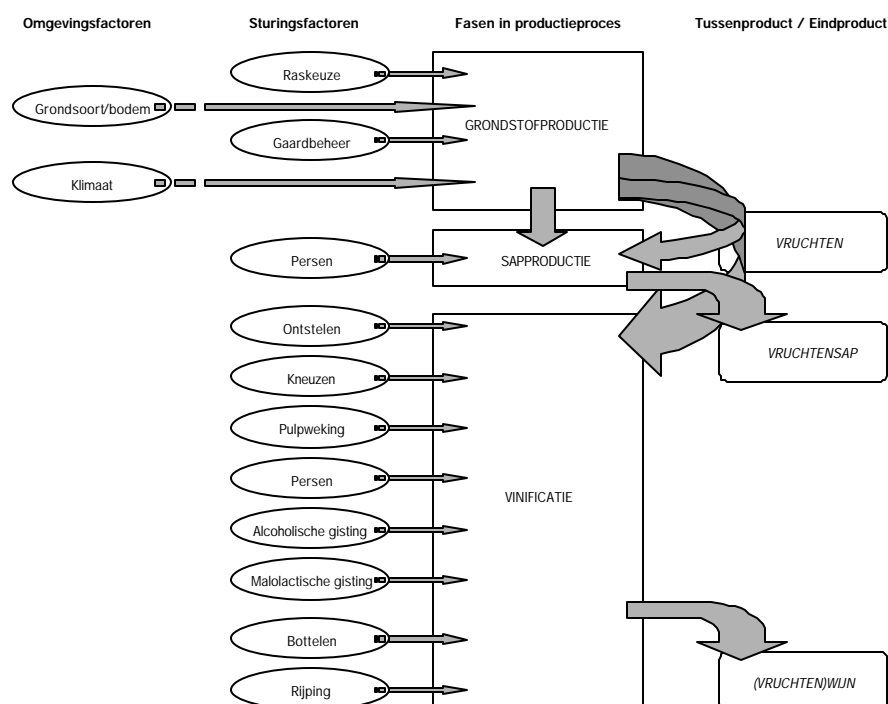 Omgevingsfactoren
Sturingsfactoren
Fasen in productieproces
Tussenproduct / Eindproduct
Raskeuze
Grondsoort/bodem
GRONDSTOFPRODUCTIE
Gaardbeheer
Klimaat
VRUCHTEN
Persen
SAPPRODUCTIE
Ontstelen
VRUCHTENSAP
Kneuzen
Pulpweking
Persen
VINIFICATIE
Alcoholische gisting
Malolactische gisting
Bottelen
(VRUCHTEN)WIJN
Rijping